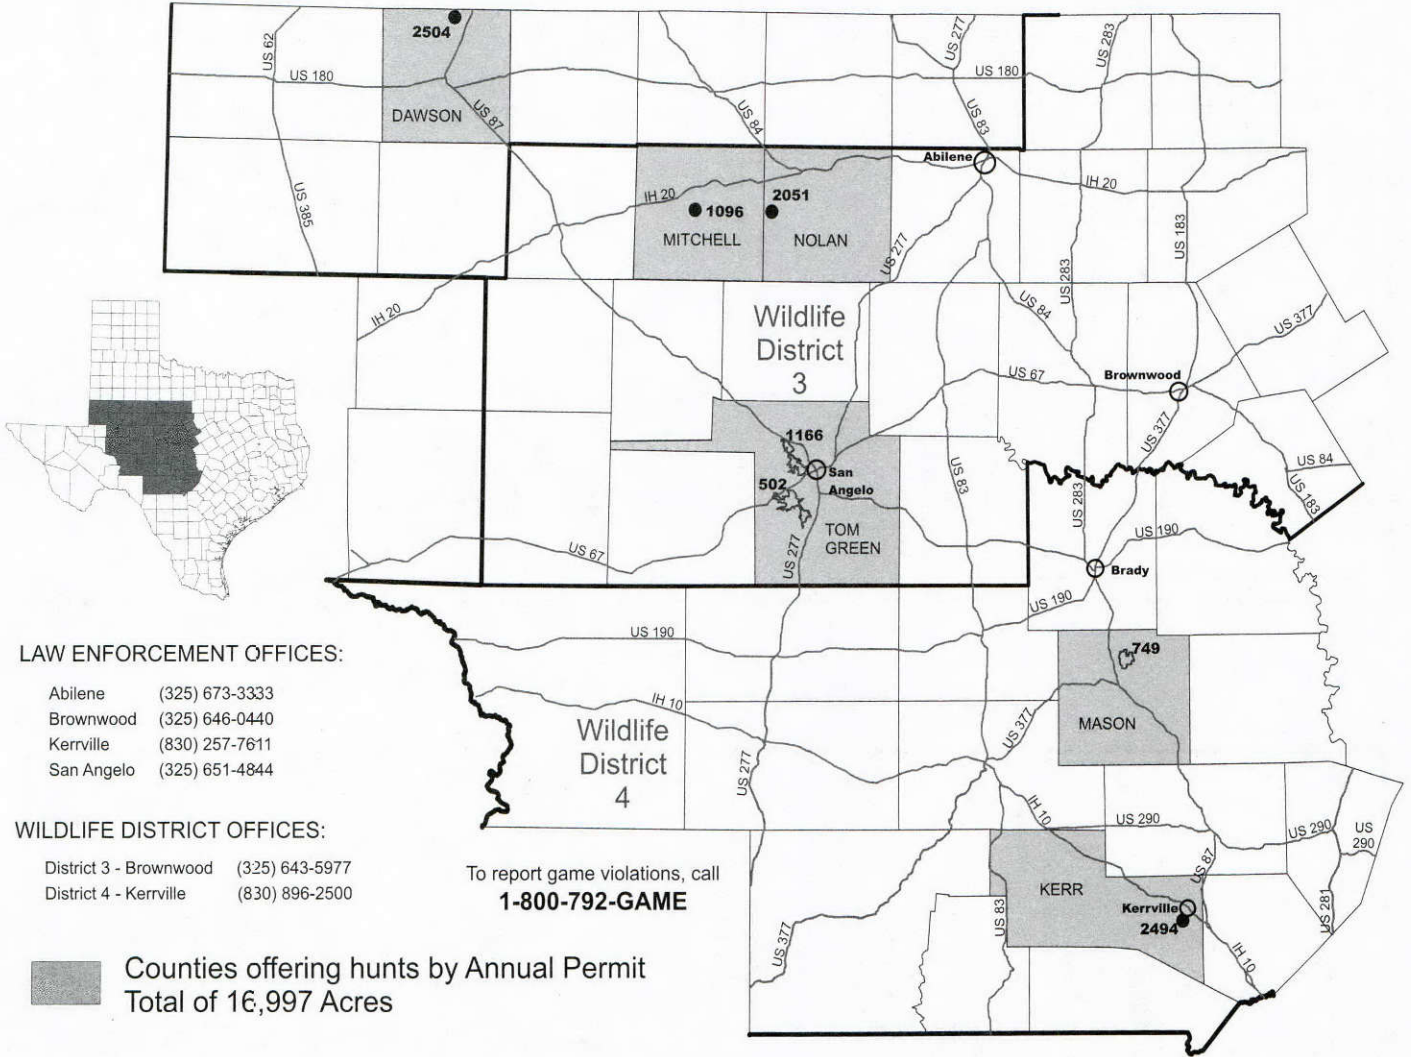 2504
US 62
US 180
DAWSON
US 87
US 84
US 277
US 180
US 83
US 283
Abilene
IH 20
US 385
IH 20
1096
2051
MITCHELL
NOLAN
US 277
US 183
US 283
IH 20
US 84
US 377
Wildlife
District
3
US 67
Brownwood
US 377
1166
San
Angelo
502
TOM
GREEN
US 277
US 67
US 83
US 283
US 84
US 183
US 190
Brady
US 190
US 190
749
MASON
IH 10
US 377
Wildlife
District
4
US 277
IH 10
US 290
US 290
US
290
US 87
KERR
Kerrville
2494
US 83
US 281
US 377
IH 10
LAW ENFORCEMENT OFFICES:
Abilene (325) 673-3333
Brownwood (325) 646-0440
Kerrville (830) 257-7611
San Angelo (325) 651-4844
WILDLIFE DISTRICT OFFICES:
District 3 - Brownwood (325) 643-5977
District 4 - Kerrville (830) 896-2500
To report game violations, call
1-800-792-GAME
Counties offering hunts by Annual Permit
Total of 16,997 Acres